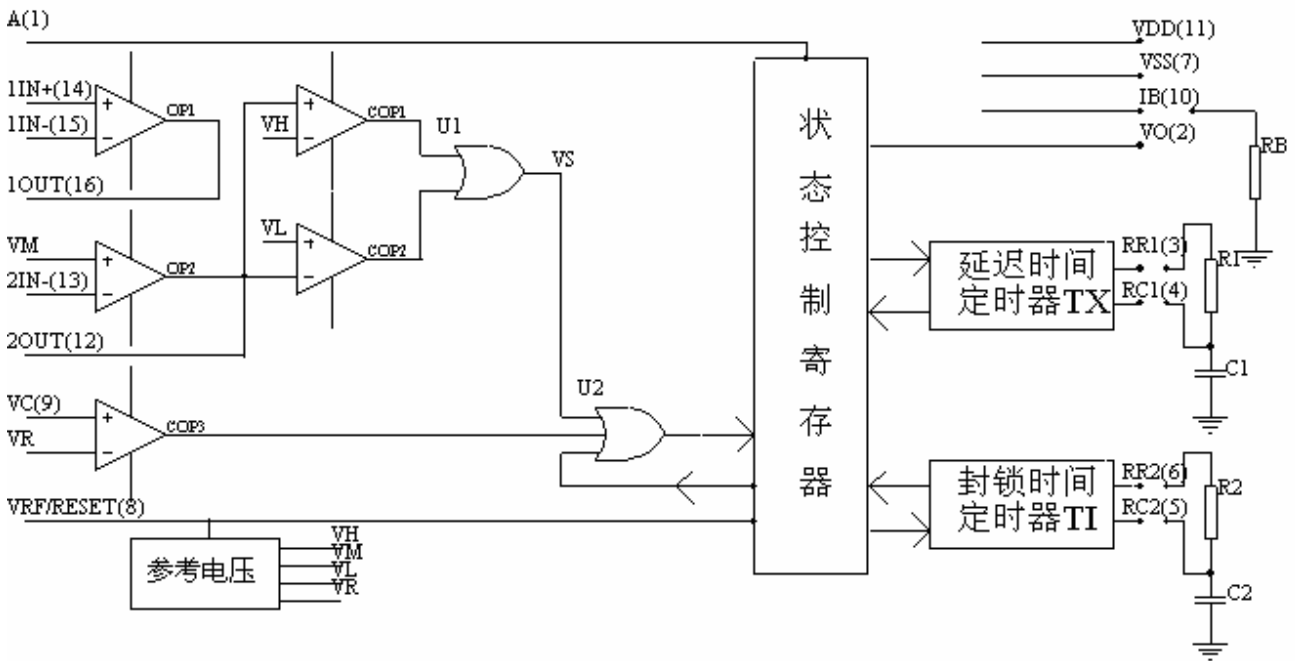 A(1)
1IN+(14)
1IN-(15)
1OUT(16)
VM
2IN-(13)
2OUT(12)
VC(9)
VR
VRF/RESET(8)
+
-
OP1
+
-
OP2
+
-
COP3
VH
+
-
COP1
VL
+
-
COP2
U1
VS
U2
参考电压
VH
VM
VL
VR
状态控制寄存器
VDD(11)
VSS(7)
IB(10)
VO(2)
RB
延迟时间
定时器TX
RR1(3)
RC1(4)
R1
C1
封锁时间
定时器TI
RR2(6)
RC2(5)
R2
C2